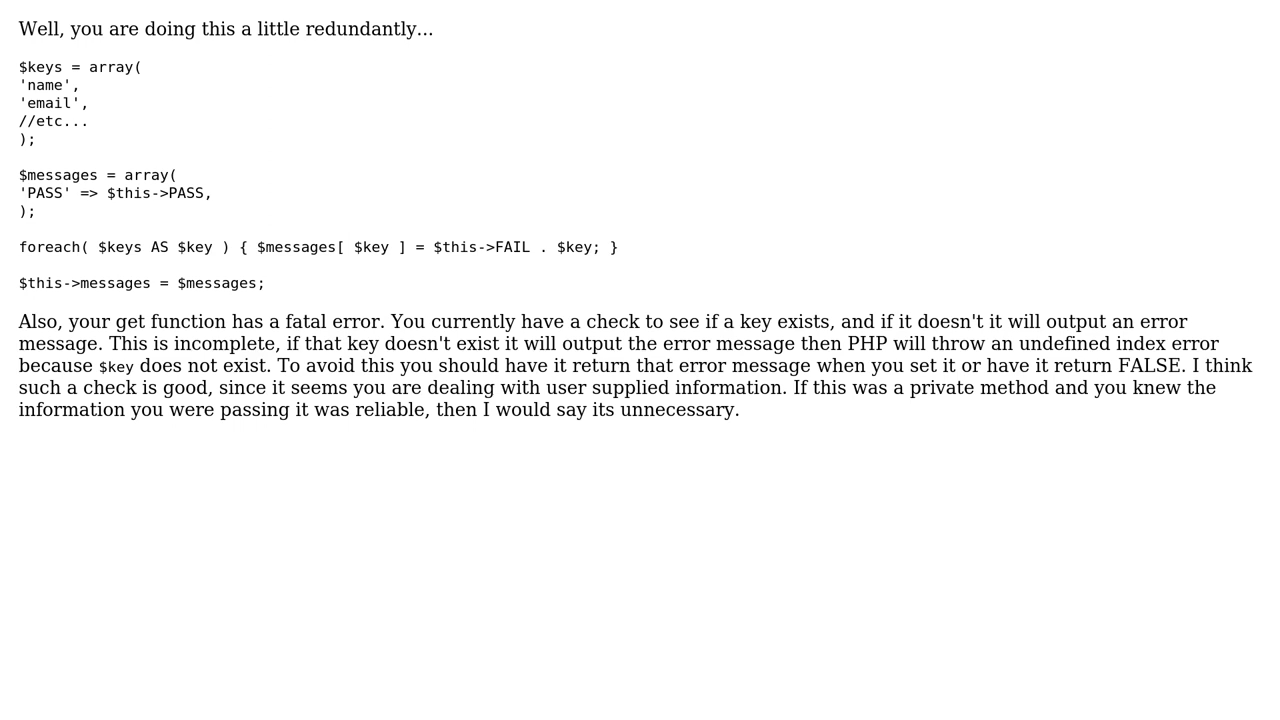 Well, you are doing this a little redundantly...
$keys = array(
'name',
'email',
//etc...
);
$messages = array(
'PASS' => $this->PASS,
);
foreach( $keys AS $key ) { $messages[ $key ] = $this->FAIL . $key; }
$this->messages = $messages;
Also, your get function has a fatal error. You currently have a check to see if a key exists, and if it doesn't it will output an error
message. This is incomplete, if that key doesn't exist it will output the error message then PHP will throw an undefined index error
because $key does not exist. To avoid this you should have it return that error message when you set it or have it return FALSE. I think
such a check is good, since it seems you are dealing with user supplied information. If this was a private method and you knew the
information you were passing it was reliable, then I would say its unnecessary.